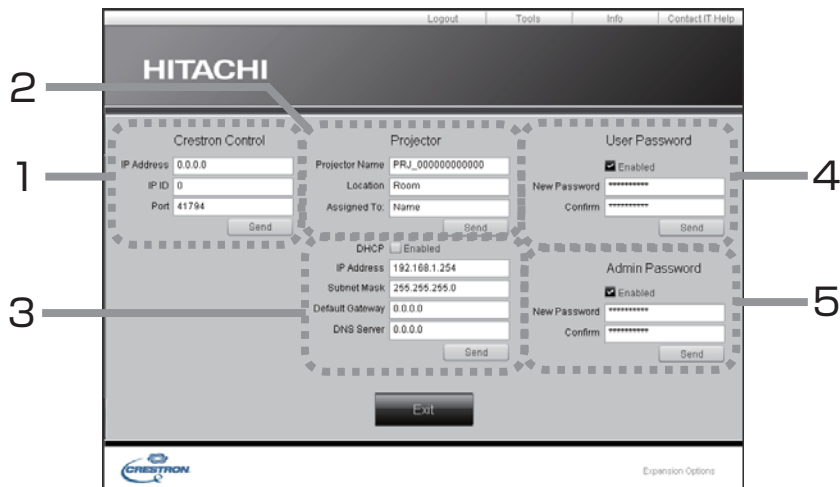 Logout Tools Info Contact IT Help
HITACHI
2
1
3
4
5
Crestron Control
IP Address 0.0.0.0
IP ID 0
Port 41794
Send
Projector
Projector Name PRJ_000000000000
Location Room
Assigned To: Name
Send
DHCP Enabled
IP Address 192.168.1.254
Subnet Mask 255.255.255.0
Default Gateway 0.0.0.0
DNS Server 0.0.0.0
Send
User Password
Enabled
New Password **********
Confirm **********
Send
Admin Password
Enabled
New Password **********
Confirm **********
Send
Exit
CRESTRON
Expansion Options